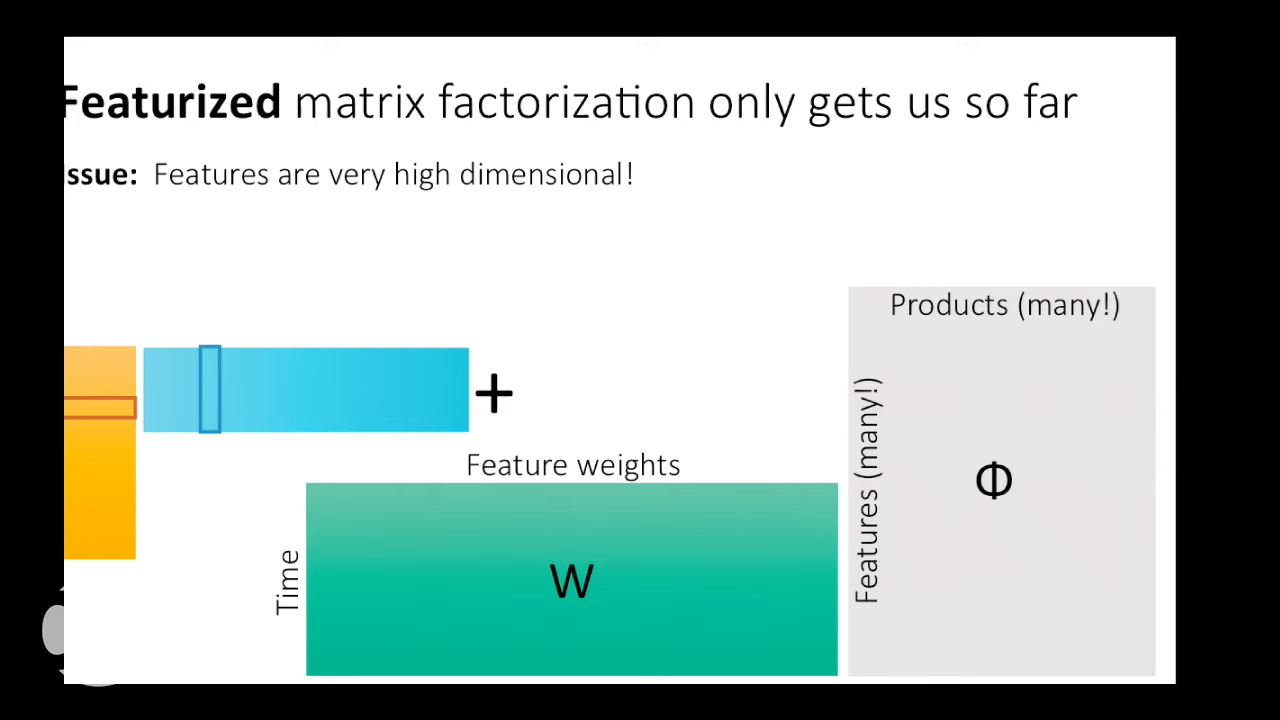 Featurized matrix factorization only gets us so far
Issue: Features are very high dimensional!
Products (many!)
Features (many!)
Φ
+
Feature weights
Time
W